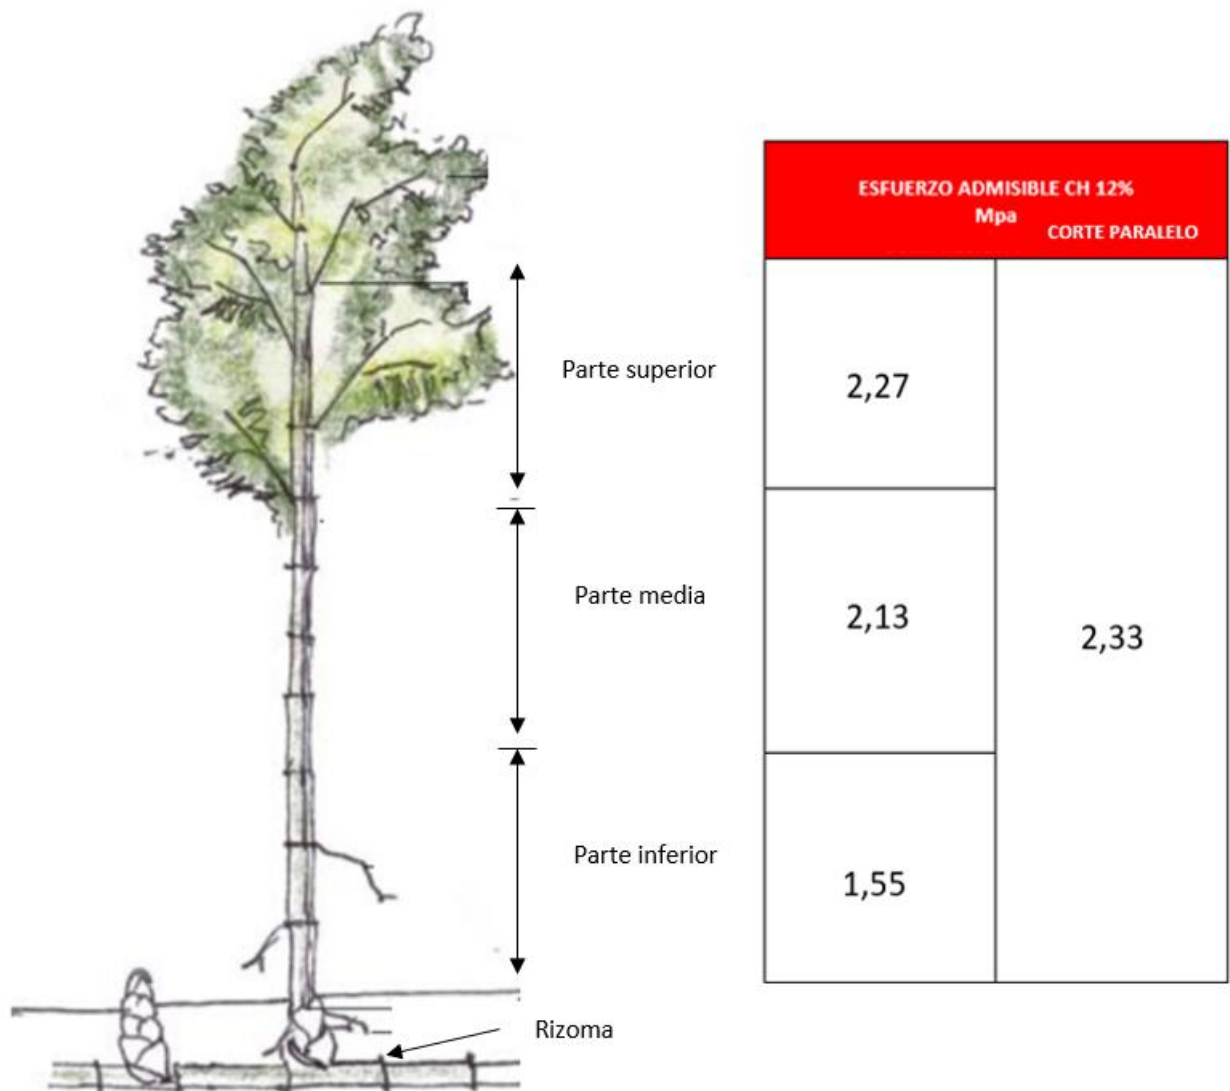 ESFUERZO ADMISIBLE CH 12%
Mpa
CORTE PARALELO
Parte superior
2,27
Parte media
2,13
2,33
Parte inferior
1,55
Rizoma